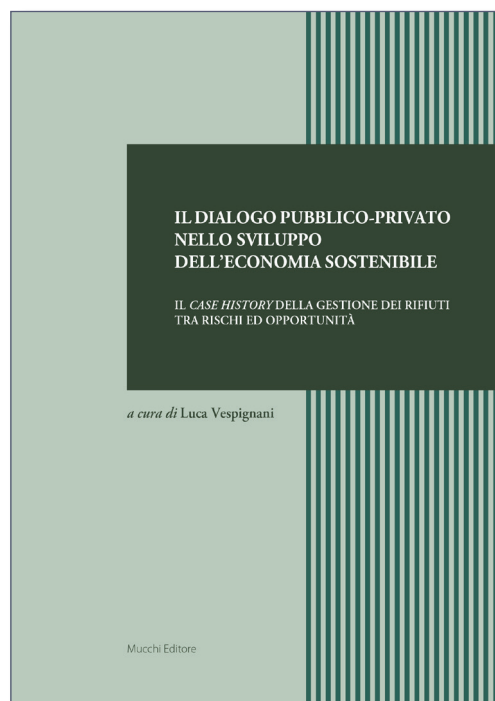 IL DIALOGO PUBBLICO-PRIVATO
NELLO SVILUPPO
DELL'ECONOMIA SOSTENIBILE
IL CASE HISTORY DELLA GESTIONE DEI RIFIUTI
TRA RISCHI ED OPPORTUNITÀ
a cura di Luca Vespignani
Mucchi Editore